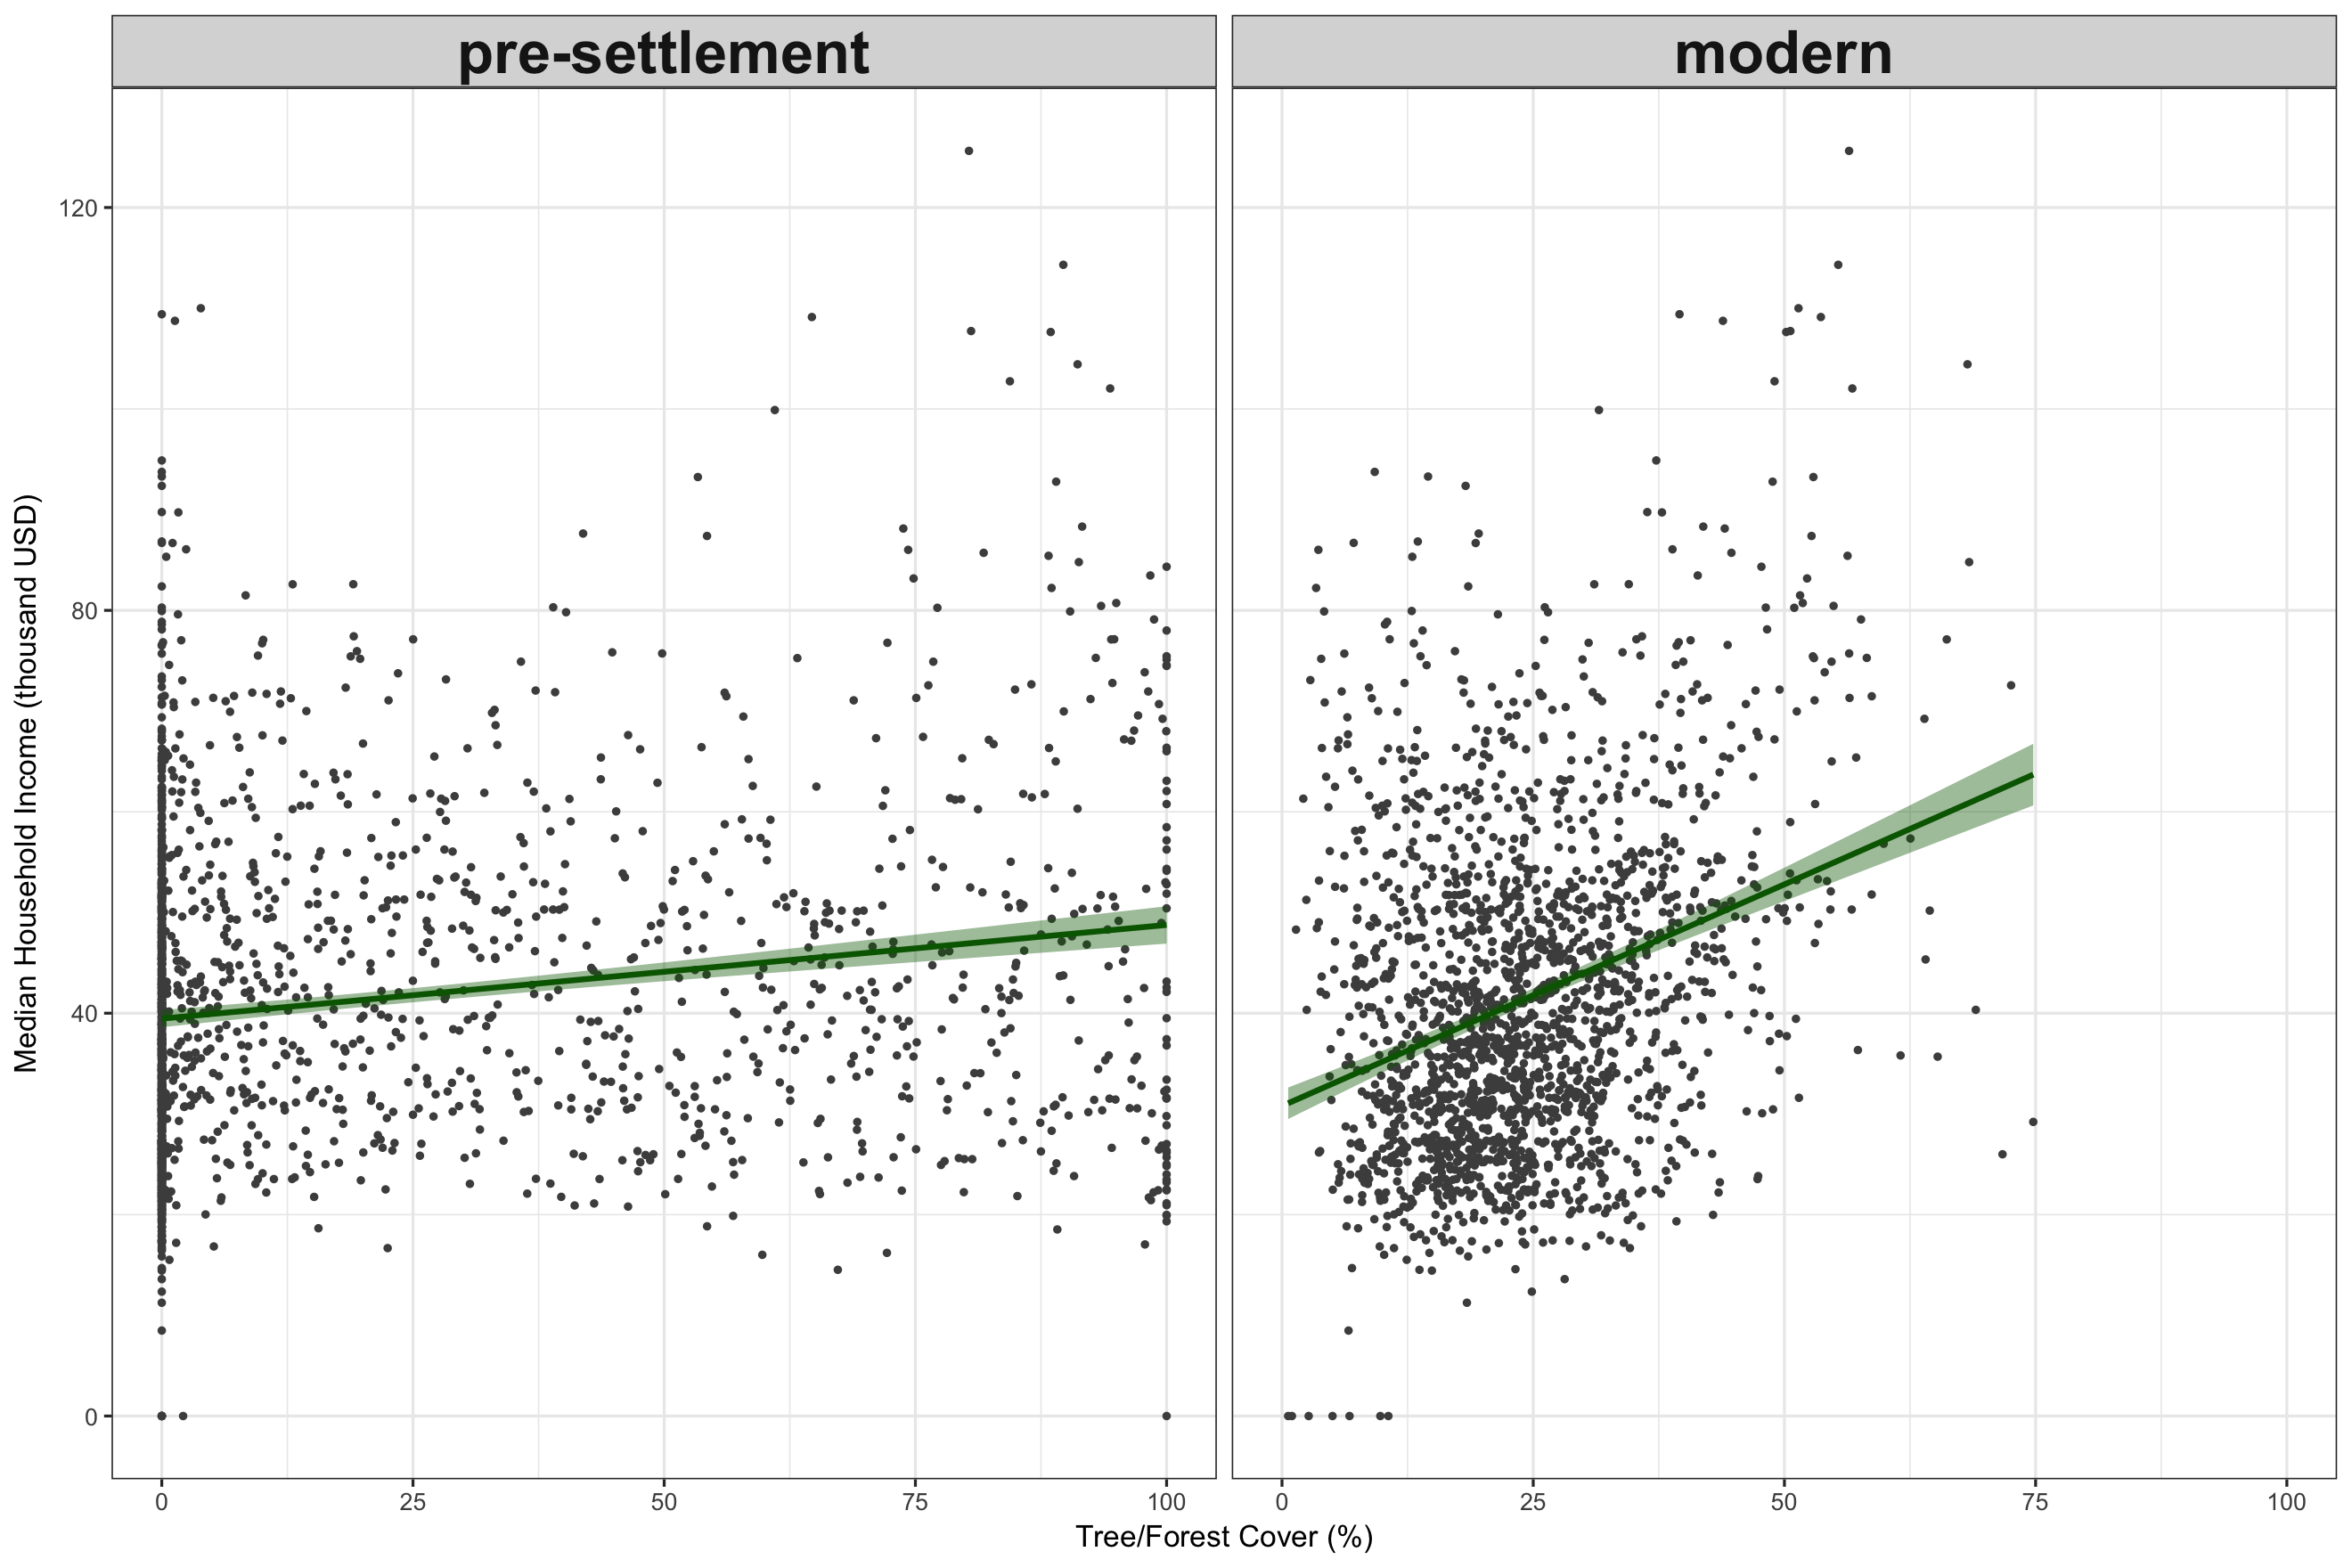 pre-settlement
modern
Median Household Income (thousand USD)
120
80
40
0
0 25 50 75 100
0 25 50 75 100
Tree/Forest Cover (%)